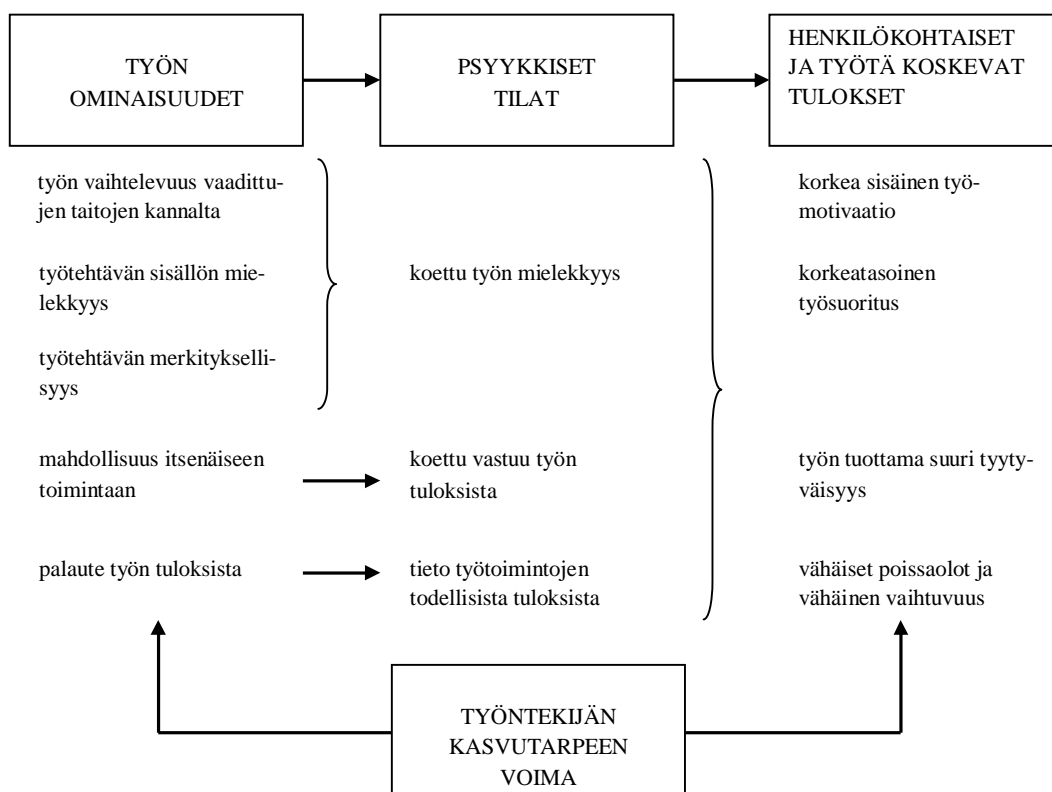 TYÖN
OMINAISUUDET
PSYYKKISET
TILAT
HENKILÖKOHTAISET
JA TYÖTÄ KOSKEVAT
TULOKSET
työn vaihtelevuus vaadittu-
jen taitojen kannalta
työtehtävän sisällön mie-
lekkyys
työtehtävän merkityksellі-
syys
koettu työn mielekkyys
korkea sisäinen työ-
motivaatio
korkeatasoinen
työsuoritus
mahdollisuus itsenäiseen
toimintaan
koettu vastuu työn
tuloksista
työn tuottama suuri tyyty-
väisyys
palaute työn tuloksista
tieto työtoimintojen
todellisista tuloksista
vähäiset poissaolot ja
vähäinen vaihtuvuus
TYÖNTEKIJÄN
KASVUTARPEEN
VOIMA